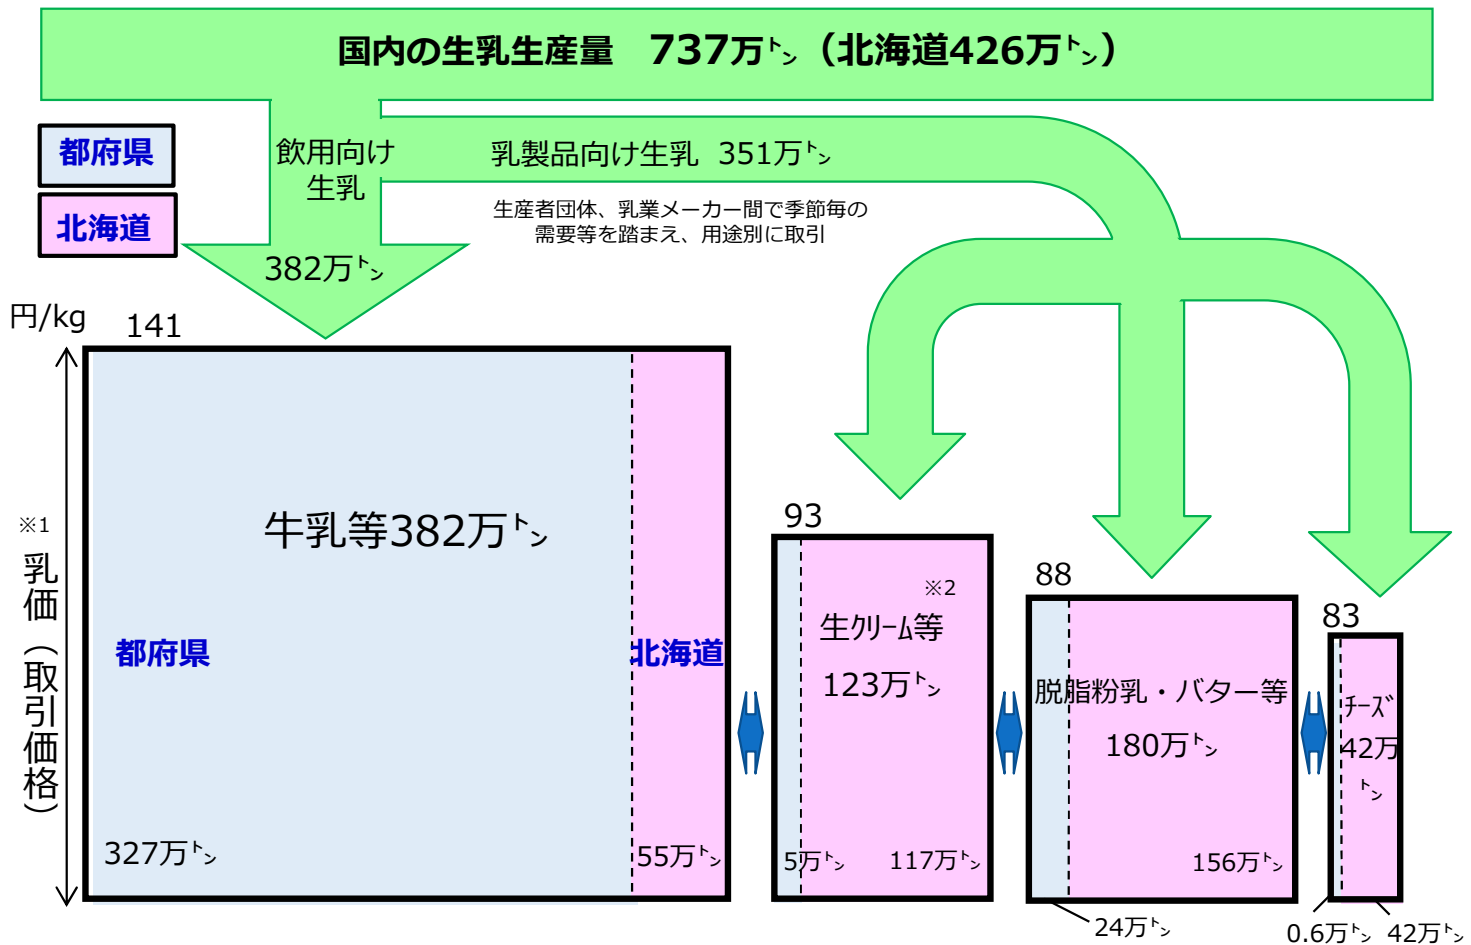 国内の生乳生産量　737万㌧（北海道426万㌧）
都府県
北海道
飲用向け
生乳
382万㌧
乳製品向け生乳 351万㌧
生産者団体、乳業メーカー間で季節毎の
需要等を踏まえ、用途別に取引
円/kg
141
※1
乳価（取引価格）
牛乳等382万㌧
都府県
北海道
327万㌧
55万㌧
93
※2
生ｸﾘｰﾑ等
123万㌧
5万㌧
117万㌧
88
脱脂粉乳・バター等
180万㌧
156万㌧
24万㌧
83
ﾁｰｽﾞ
42万
㌧
0.6万㌧
42万㌧